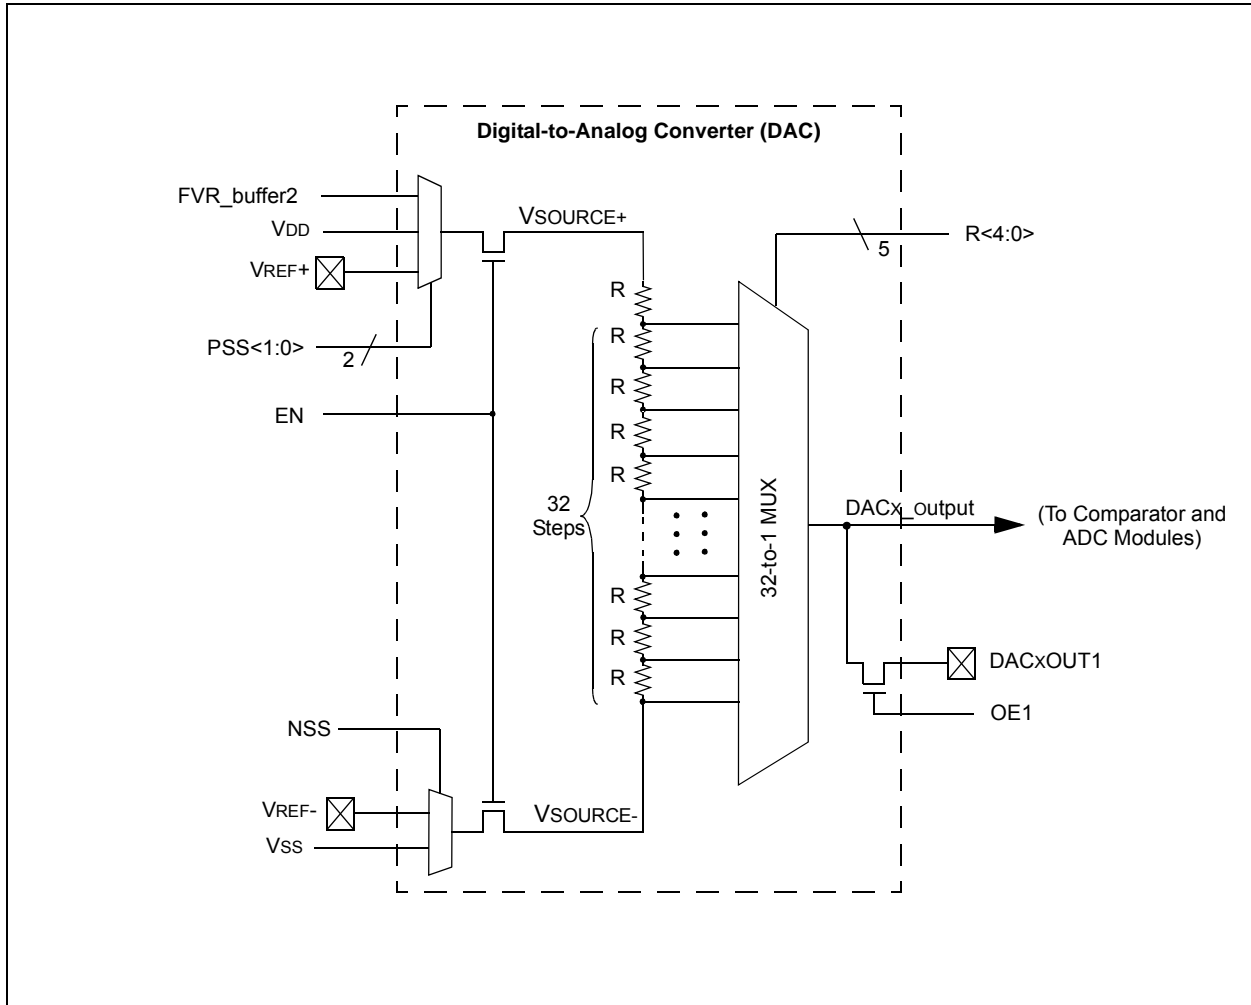 Digital-to-Analog Converter (DAC)
FVR_buffer2
VDD
VREF+
VSOURCE+
R<4:0>
5
PSS<1:0>
2
EN
R
R
R
R
R
32
Steps
32-to-1 MUX
DACx_output
(To Comparator and
ADC Modules)
R
R
R
DACxOUT1
OE1
NSS
VREF-
VSOURCE-
VSS